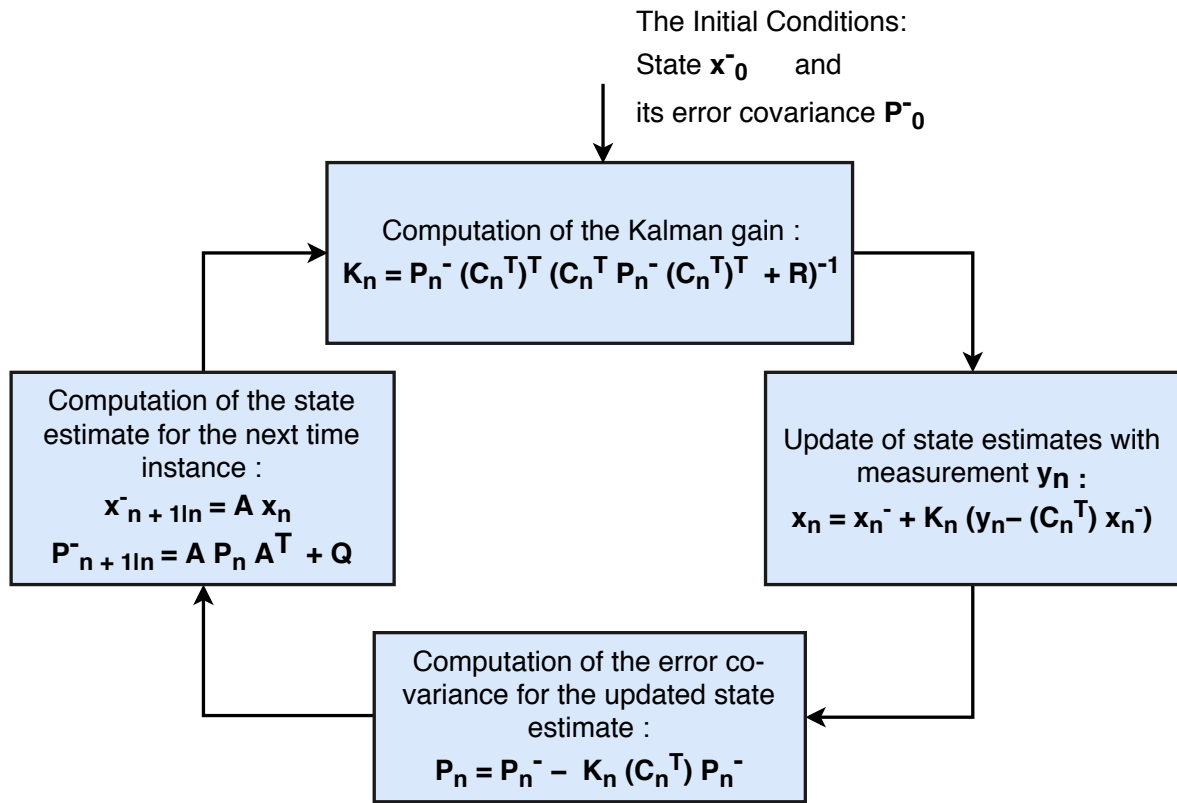 The Initial Conditions:
State x⁻₀ and
its error covariance P⁻₀
Computation of the Kalman gain :
Kₙ = Pₙ⁻ (Cₙᵀ)ᵀ (Cₙᵀ Pₙ⁻ (Cₙᵀ)ᵀ + R)⁻¹
Update of state estimates with
measurement yₙ :
xₙ = xₙ⁻ + Kₙ (yₙ– (Cₙᵀ) xₙ⁻)
Computation of the error co-
variance for the updated state
estimate :
Pₙ = Pₙ⁻ – Kₙ (Cₙᵀ) Pₙ⁻
Computation of the state
estimate for the next time
instance :
x⁻ₙ ₊ ₁|ₙ = A xₙ
P⁻ₙ ₊ ₁|ₙ = A Pₙ Aᵀ + Q